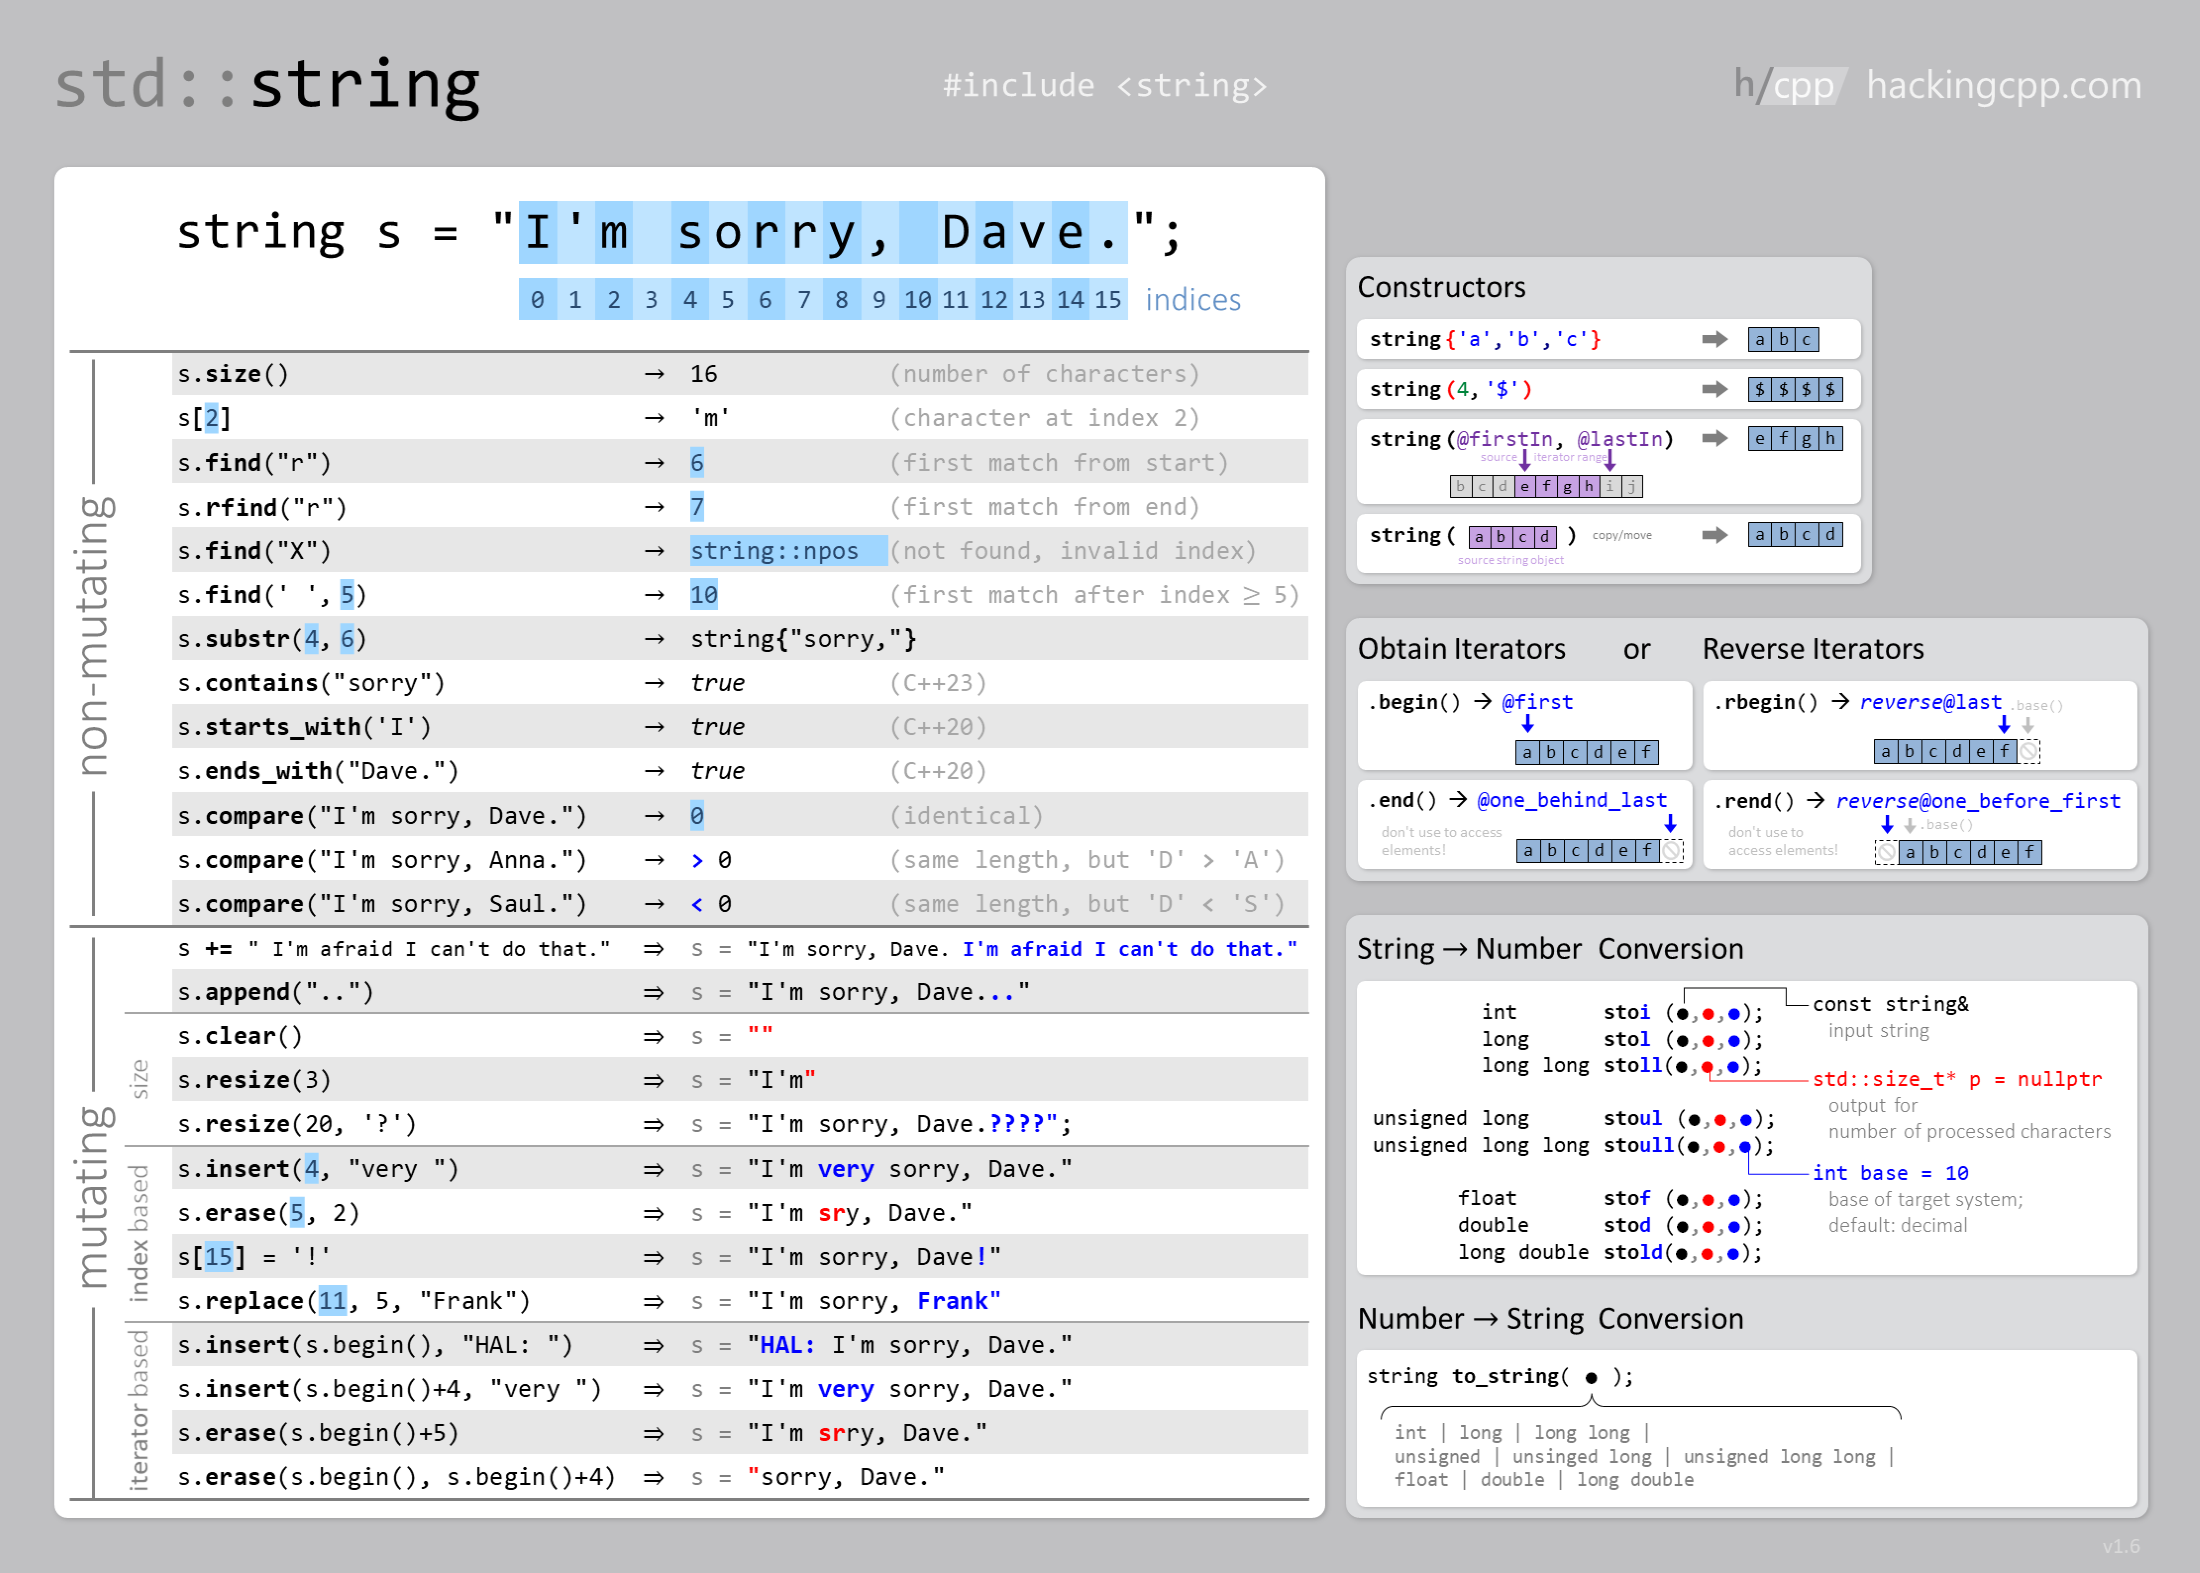 std::string
#include <string>
h/cpp hackingcpp.com
string s = "I'm sorry, Dave.";
0 1 2 3 4 5 6 7 8 9 10 11 12 13 14 15 indices
non-mutating
s.size() → 16 (number of characters)
s[2] → 'm' (character at index 2)
s.find("r") → 6 (first match from start)
s.rfind("r") → 7 (first match from end)
s.find("X") → string::npos (not found, invalid index)
s.find(' ', 5) → 10 (first match after index ≥ 5)
s.substr(4, 6) → string{"sorry,"}
s.contains("sorry") → true (C++23)
s.starts_with('I') → true (C++20)
s.ends_with("Dave.") → true (C++20)
s.compare("I'm sorry, Dave.") → 0 (identical)
s.compare("I'm sorry, Anna.") → > 0 (same length, but 'D' > 'A')
s.compare("I'm sorry, Saul.") → < 0 (same length, but 'D' < 'S')
mutating
s += " I'm afraid I can't do that." ⇒ s = "I'm sorry, Dave. I'm afraid I can't do that."
s.append("..") ⇒ s = "I'm sorry, Dave..."
size
s.clear() ⇒ s = ""
s.resize(3) ⇒ s = "I'm"
s.resize(20, '?') ⇒ s = "I'm sorry, Dave.????";
index based
s.insert(4, "very ") ⇒ s = "I'm very sorry, Dave."
s.erase(5, 2) ⇒ s = "I'm sry, Dave."
s[15] = '!' ⇒ s = "I'm sorry, Dave!"
s.replace(11, 5, "Frank") ⇒ s = "I'm sorry, Frank"
iterator based
s.insert(s.begin(), "HAL: ") ⇒ s = "HAL: I'm sorry, Dave."
s.insert(s.begin()+4, "very ") ⇒ s = "I'm very sorry, Dave."
s.erase(s.begin()+5) ⇒ s = "I'm srry, Dave."
s.erase(s.begin(), s.begin()+4) ⇒ s = "sorry, Dave."
Constructors
string{'a','b','c'} a b c
string(4,'$') $ $ $ $
string(@firstIn, @lastIn) e f g h
source iterator range
b c d e f g h i j
string( a b c d ) copy/move a b c d
source string object
Obtain Iterators or Reverse Iterators
.begin() → @first
a b c d e f
.rbegin() → reverse@last .base()
a b c d e f
.end() → @one_behind_last
don't use to access
elements!
a b c d e f
.rend() → reverse@one_before_first
.base()
don't use to
access elements!
a b c d e f
String → Number Conversion
int stoi (●,●,●);
long stol (●,●,●);
long long stoll(●,●,●);
unsigned long stoul (●,●,●);
unsigned long long stoull(●,●,●);
float stof (●,●,●);
double stod (●,●,●);
long double stold(●,●,●);
const string&
input string
std::size_t* p = nullptr
output for
number of processed characters
int base = 10
base of target system;
default: decimal
Number → String Conversion
string to_string( ● );
int | long | long long |
unsigned | unsinged long | unsigned long long |
float | double | long double
v1.6